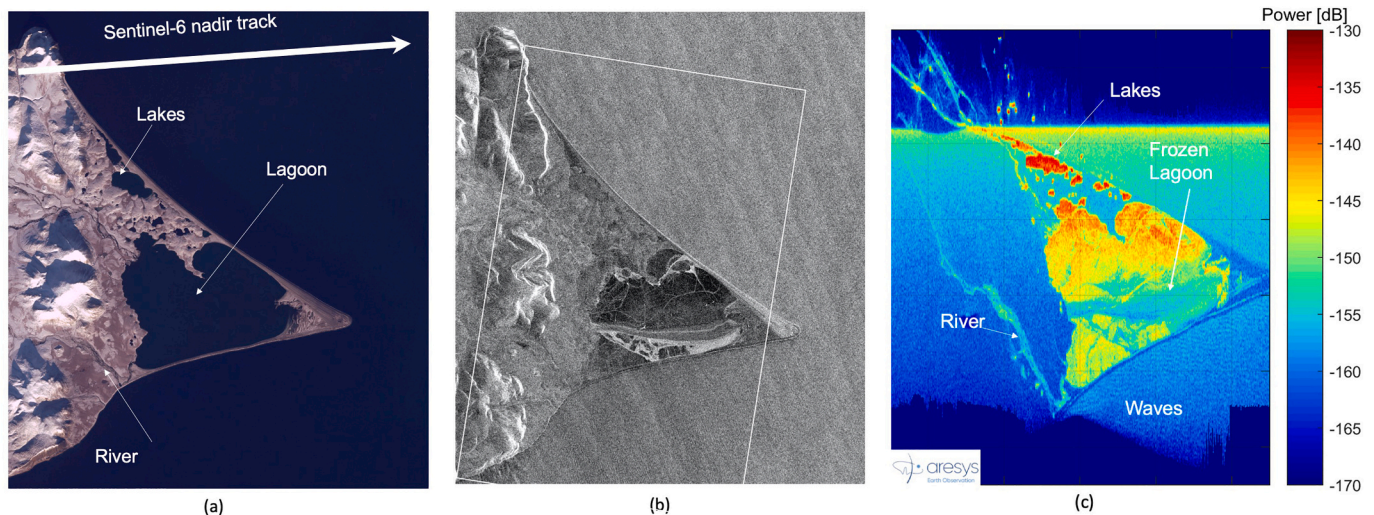 Sentinel-6 nadir track
Lakes
Lagoon
River
(a)
(b)
Power [dB]
Lakes
Frozen
Lagoon
River
Waves
aresys
Earth Observation
-130
-135
-140
-145
-150
-155
-160
-165
-170
(c)